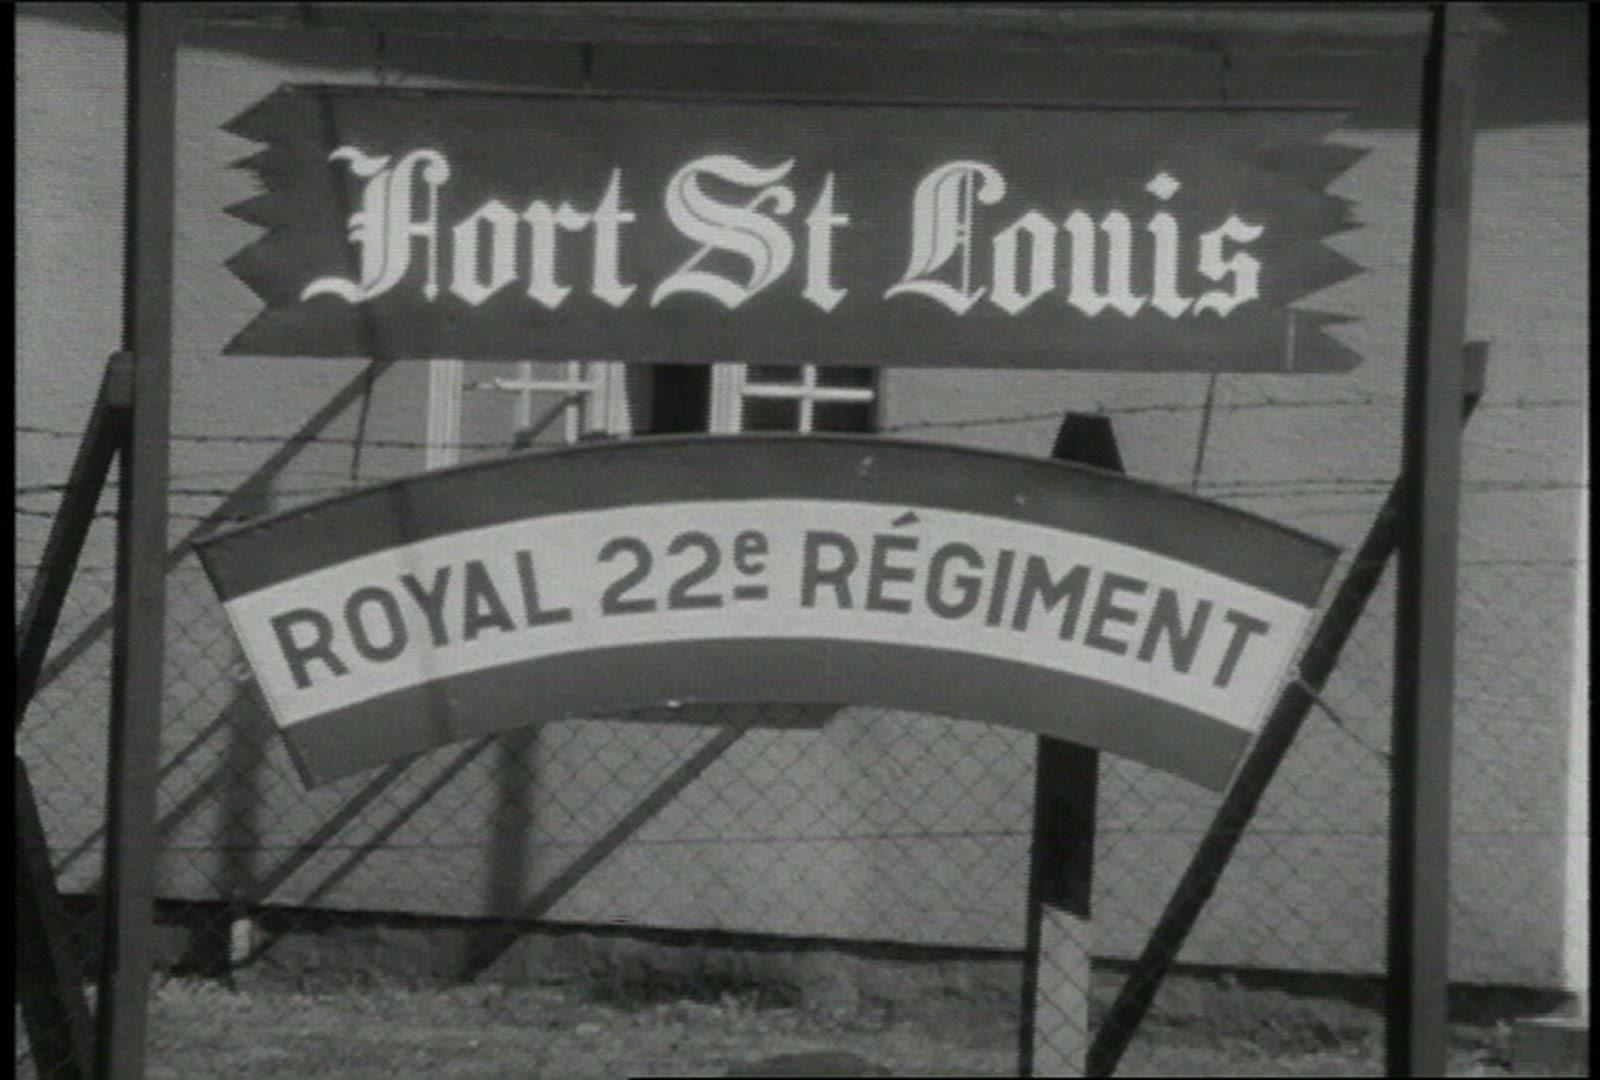 Fort St Louis
ROYAL 22e RÉGIMENT